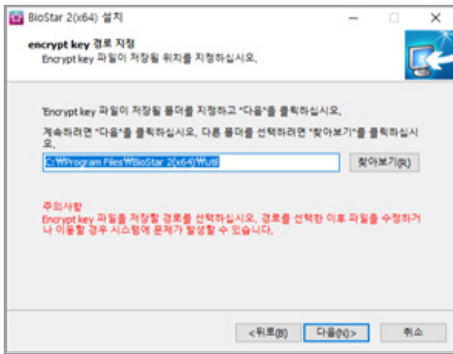 BioStar 2(x64) 설치
encrypt key 경로 지정
Encrypt key 파일이 저장될 위치를 지정하십시오.
Encrypt key 파일이 저장될 폴더를 지정하고 "다음"을 클릭하십시오.
계속하려면 "다음"을 클릭하십시오. 다른 폴더를 선택하려면 "찾아보기"를 클릭하십시
오.
C:₩Program Files₩BioStar 2(x64)₩util
찾아보기(R)
주의사항
Encrypt key 파일을 저장할 경로를 선택하십시오. 경로를 선택한 이후 파일을 수정하거
나 이동할 경우 시스템에 문제가 발생할 수 있습니다.
<뒤로(B)
다음(N)>
취소